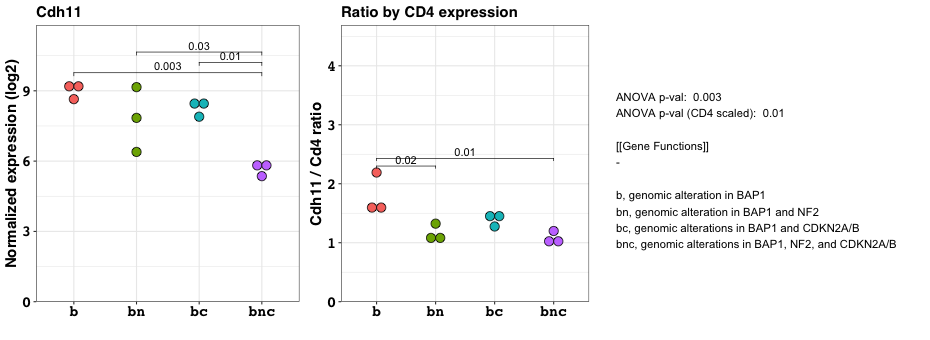 Cdh11
Normalized expression (log2)
9
6
3
0
0.03
0.01
0.003
b bn bc bnc
Ratio by CD4 expression
Cdh11 / Cd4 ratio
4
3
2
1
0
0.01
0.02
b bn bc bnc
ANOVA p-val: 0.003
ANOVA p-val (CD4 scaled): 0.01
[[Gene Functions]]
-
b, genomic alteration in BAP1
bn, genomic alteration in BAP1 and NF2
bc, genomic alterations in BAP1 and CDKN2A/B
bnc, genomic alterations in BAP1, NF2, and CDKN2A/B